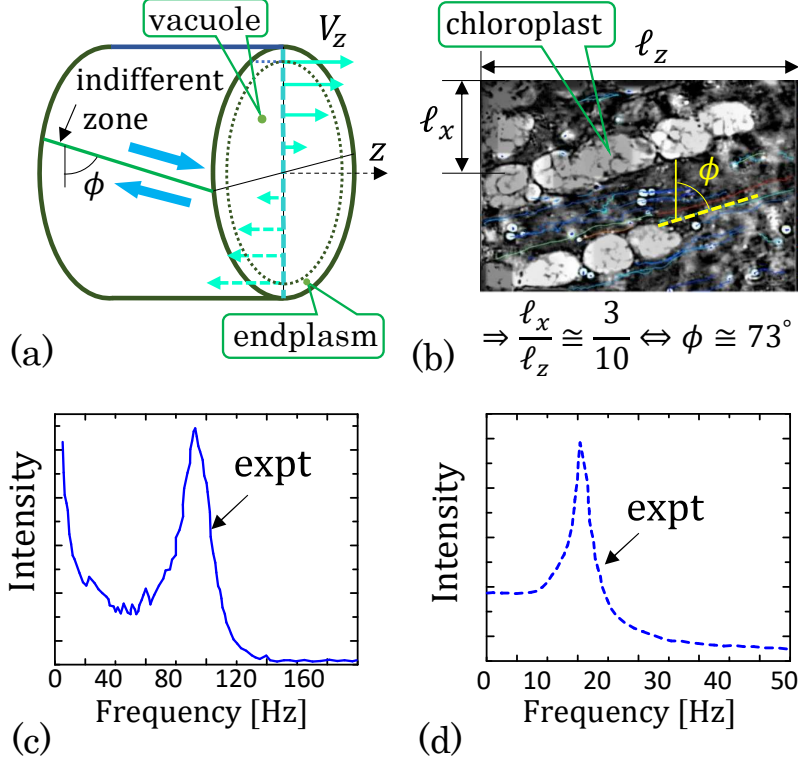 vacuole
V_z
indifferent
zone
ϕ
z
endplasm
(a)
chloroplast
ℓ_z
ℓ_x
ϕ
(b)
⇒ ℓ_x/ℓ_z ≅ 3/10 ⇔ ϕ ≅ 73°
Intensity
expt
0 40 80 120 160
Frequency [Hz]
(c)
Intensity
expt
0 10 20 30 40 50
Frequency [Hz]
(d)